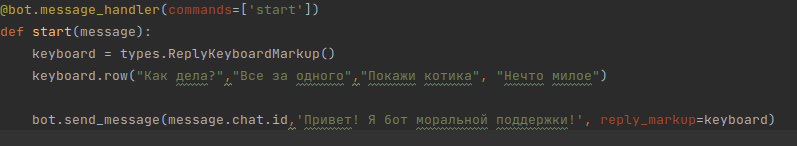 @bot.message_handler(commands=['start'])
def start(message):
    keyboard = types.ReplyKeyboardMarkup()
    keyboard.row("Как дела?","Все за одного","Покажи котика", "Нечто милое")
    bot.send_message(message.chat.id,'Привет! Я бот моральной поддержки!', reply_markup=keyboard)